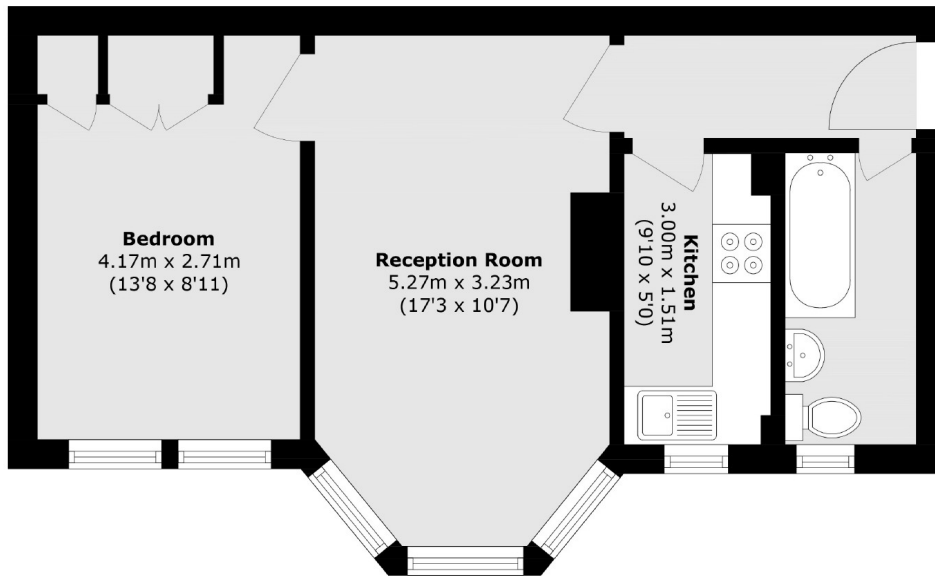 Bedroom
4.17m x 2.71m
(13'8 x 8'11)
Reception Room
5.27m x 3.23m
(17'3 x 10'7)
Kitchen
3.00m x 1.51m
(9'10 x 5'0)